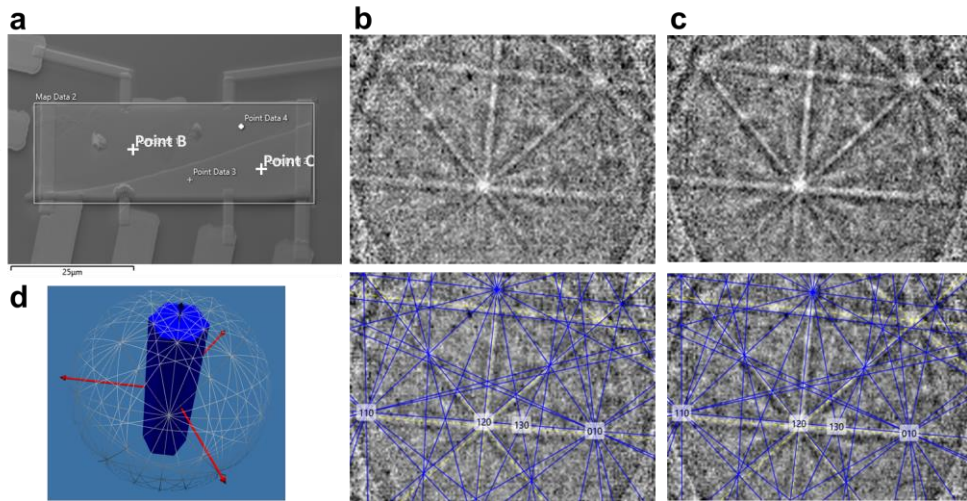 a
b
c
Map Data 2
Point Data 4
Point B
Point C
Point Data 3
25μm
d
110
120
130
010
110
120
130
010